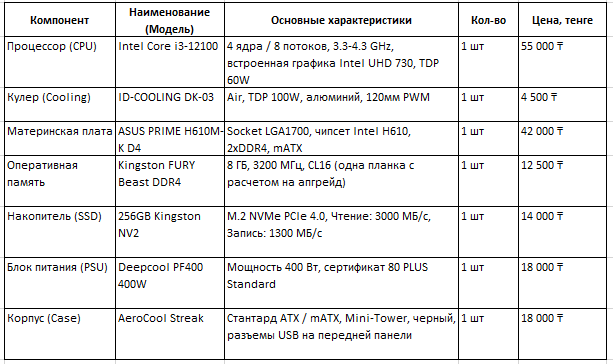 Компонент
Наименование
(Модель)
Основные характеристики
Кол-во
Цена, тенге
Процессор (CPU)
Intel Core i3-12100
4 ядра / 8 потоков, 3.3-4.3 GHz,
встроенная графика Intel UHD 730, TDP
60W
1 шт
55 000 ₸
Кулер (Cooling)
ID-COOLING DK-03
Air, TDP 100W, алюминий, 120мм PWM
1 шт
4 500 ₸
Материнская плата
ASUS PRIME H610M-
K D4
Socket LGA1700, чипсет Intel H610,
2xDDR4, mATX
1 шт
42 000 ₸
Оперативная
память
Kingston FURY
Beast DDR4
8 ГБ, 3200 МГц, CL16 (одна планка с
расчетом на апгрейд)
1 шт
12 500 ₸
Накопитель (SSD)
256GB Kingston
NV2
M.2 NVMe PCIe 4.0, Чтение: 3000 МБ/с,
Запись: 1300 МБ/с
1 шт
14 000 ₸
Блок питания (PSU)
Deepcool PF400
400W
Мощность 400 Вт, сертификат 80 PLUS
Standard
1 шт
18 000 ₸
Корпус (Case)
AeroCool Streak
Стантард ATX / mATX, Mini-Tower, черный,
разъемы USB на передней панели
1 шт
18 000 ₸